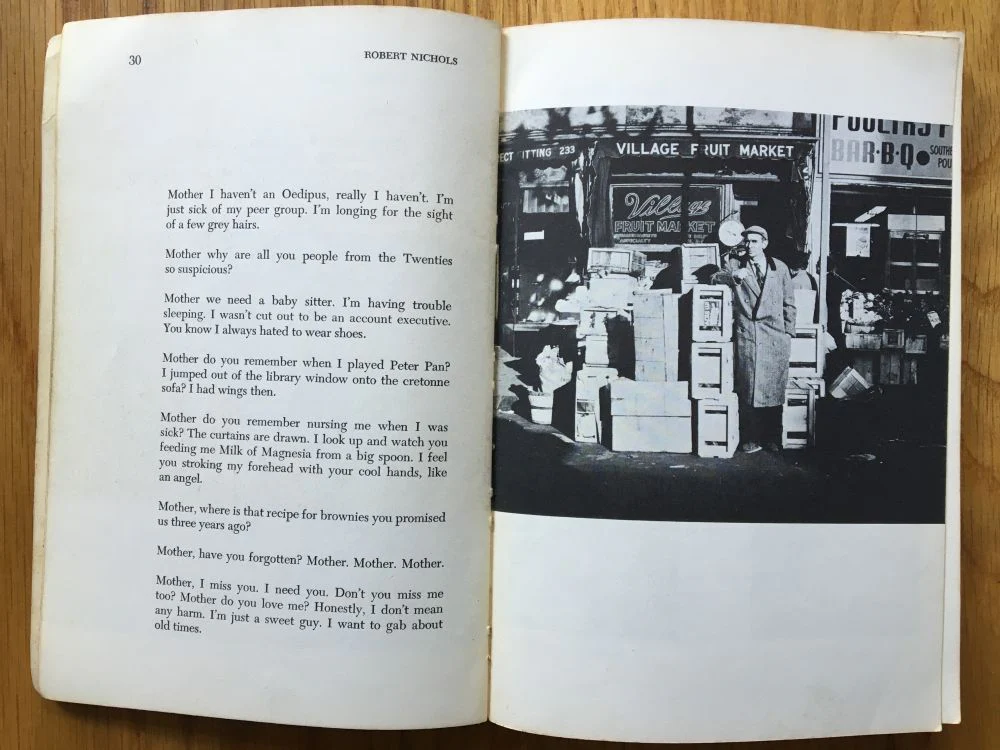 30
ROBERT NICHOLS
Mother I haven't an Oedipus, really I haven't. I'm
just sick of my peer group. I'm longing for the sight
of a few grey hairs.
Mother why are all you people from the Twenties
so suspicious?
Mother we need a baby sitter. I'm having trouble
sleeping. I wasn't cut out to be an account executive.
You know I always hated to wear shoes.
Mother do you remember when I played Peter Pan?
I jumped out of the library window onto the cretonne
sofa? I had wings then.
Mother do you remember nursing me when I was
sick? The curtains are drawn. I look up and watch you
feeding me Milk of Magnesia from a big spoon. I feel
you stroking my forehead with your cool hands, like
an angel.
Mother, where is that recipe for brownies you promised
us three years ago?
Mother, have you forgotten? Mother. Mother. Mother.
Mother, I miss you. I need you. Don't you miss me
too? Mother do you love me? Honestly, I don't mean
any harm. I'm just a sweet guy. I want to gab about
old times.
233
VILLAGE FRUIT MARKET
Village
FRUIT MARKET
BAR·B·Q